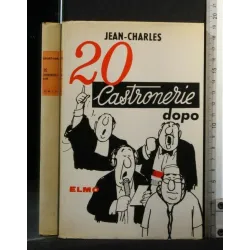 JEAN-CHARLES
20
Castronerie
dopo
ELMO